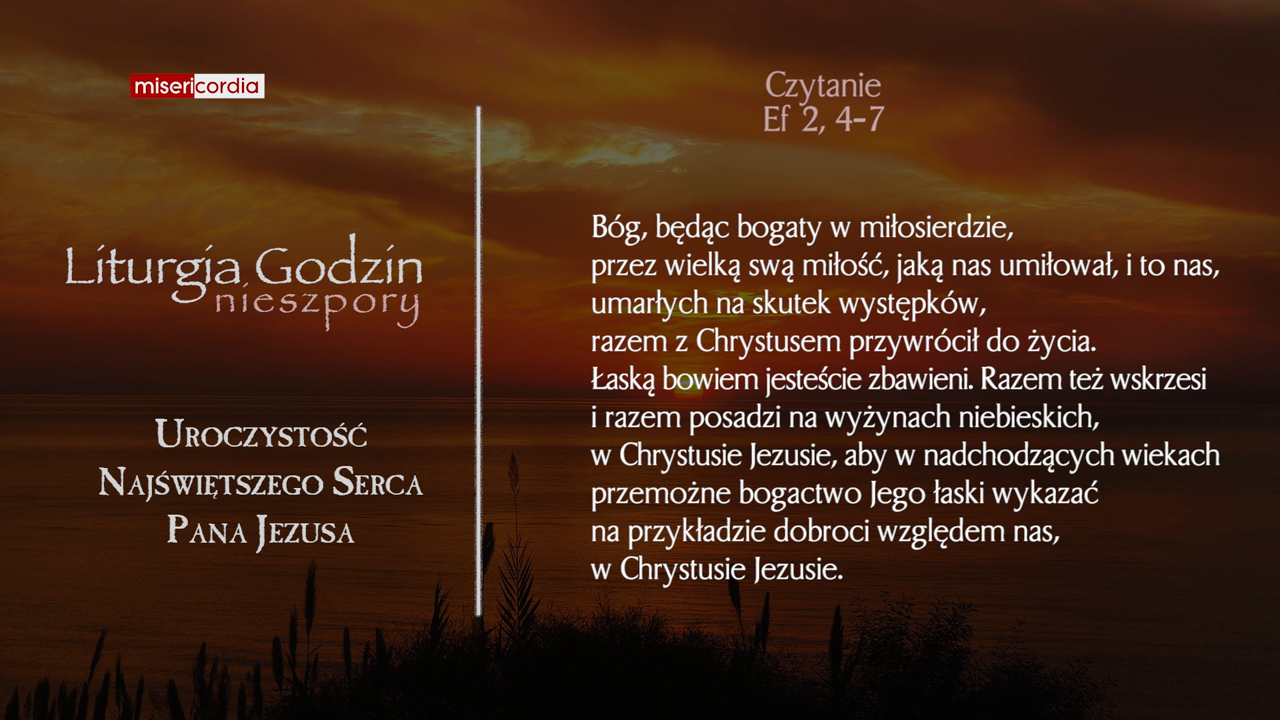 misericordia
Liturgia Godzin
nieszpory
Uroczystość
Najświętszego Serca
Pana Jezusa
Czytanie
Ef 2, 4-7
Bóg, będąc bogaty w miłosierdzie,
przez wielką swą miłość, jaką nas umiłował, i to nas,
umarłych na skutek występków,
razem z Chrystusem przywrócił do życia.
Łaską bowiem jesteście zbawieni. Razem też wskrzesi
i razem posadzi na wyżynach niebieskich,
w Chrystusie Jezusie, aby w nadchodzących wiekach
przemożne bogactwo Jego łaski wykazać
na przykładzie dobroci względem nas,
w Chrystusie Jezusie.